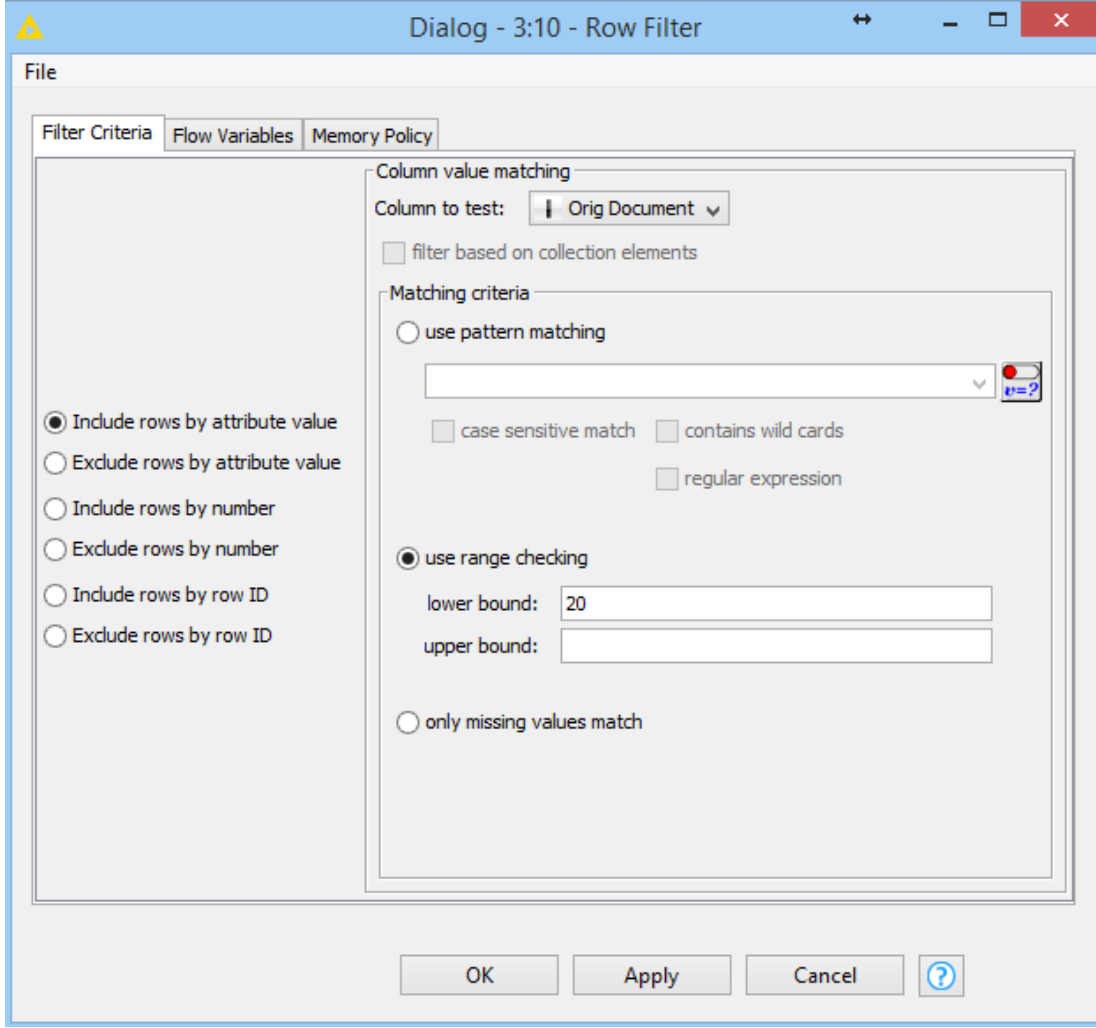 Dialog - 3:10 - Row Filter
File
Filter Criteria Flow Variables Memory Policy
Column value matching
Column to test: Orig Document
filter based on collection elements
Matching criteria
use pattern matching
v=?
case sensitive match contains wild cards
regular expression
Include rows by attribute value
Exclude rows by attribute value
Include rows by number
Exclude rows by number
Include rows by row ID
Exclude rows by row ID
use range checking
lower bound: 20
upper bound:
only missing values match
OK Apply Cancel ?